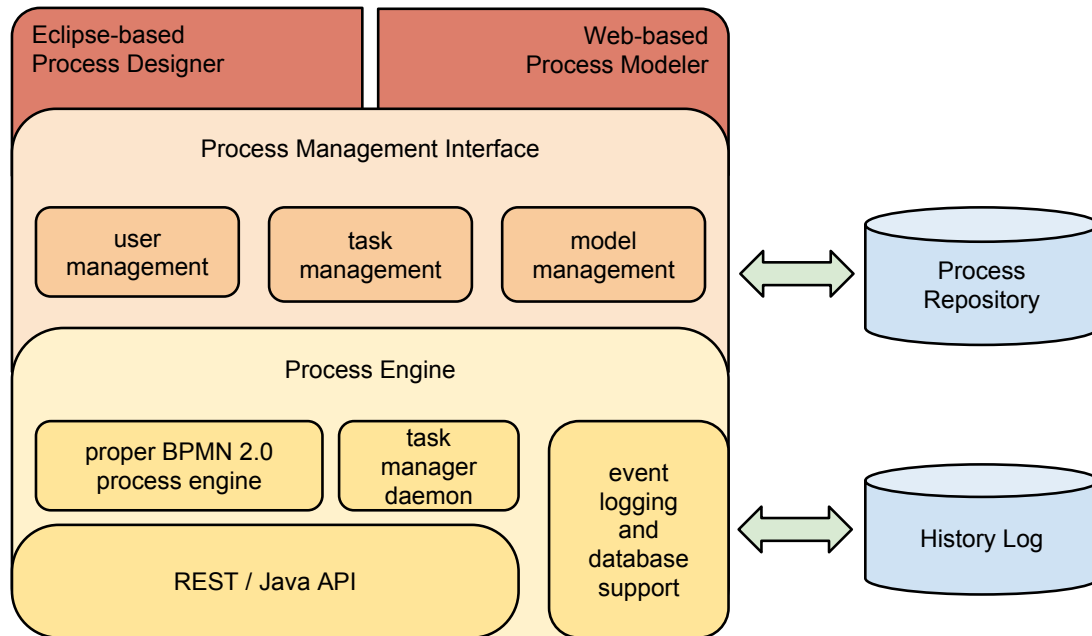 Eclipse-based
Process Designer
Web-based
Process Modeler
Process Management Interface
user
management
task
management
model
management
Process
Repository
Process Engine
proper BPMN 2.0
process engine
task
manager
daemon
event
logging
and
database
support
History Log
REST / Java API